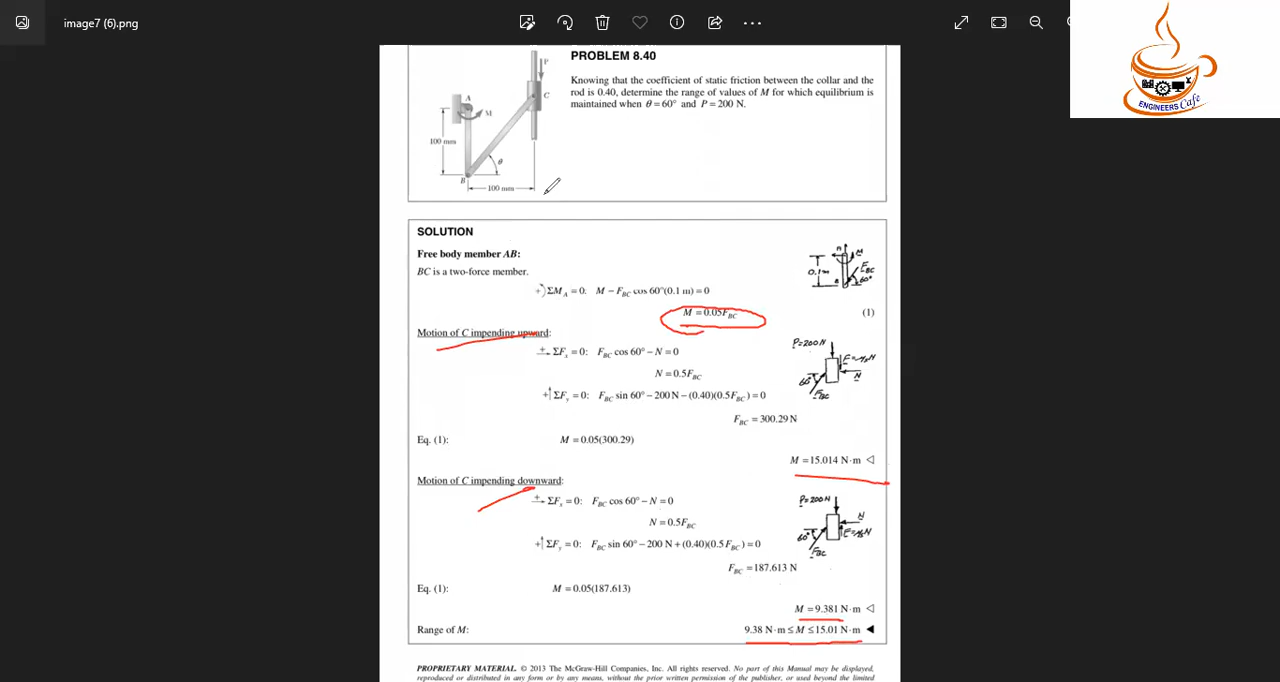 image7 (6).png
ENGINEERS Cafe
PROBLEM 8.40
Knowing that the coefficient of static friction between the collar and the
rod is 0.40, determine the range of values of M for which equilibrium is
maintained when θ = 60° and P = 200 N.
P
A
C
M
100 mm
θ
B
100 mm
SOLUTION
Free body member AB:
BC is a two-force member.
+) ΣM_A = 0: M − F_BC cos 60°(0.1 m) = 0
M = 0.05F_BC
(1)
A
M
0.1m
F_BC
B
60°
Motion of C impending upward:
ΣF_x = 0: F_BC cos 60° − N = 0
N = 0.5F_BC
+↑ ΣF_y = 0: F_BC sin 60° − 200 N − (0.40)(0.5F_BC) = 0
F_BC = 300.29 N
P=200N
N
60°
F_BC
Eq. (1): M = 0.05(300.29)
M = 15.014 N·m ◁
Motion of C impending downward:
ΣF_x = 0: F_BC cos 60° − N = 0
N = 0.5F_BC
+↑ ΣF_y = 0: F_BC sin 60° − 200 N + (0.40)(0.5F_BC) = 0
F_BC = 187.613 N
P=200N
N
60°
F_BC
Eq. (1): M = 0.05(187.613)
M = 9.381 N·m ◁
Range of M: 9.38 N·m ≤ M ≤ 15.01 N·m ◀
PROPRIETARY MATERIAL. © 2013 The McGraw-Hill Companies, Inc. All rights reserved. No part of this Manual may be displayed,
reproduced or distributed in any form or by any means, without the prior written permission of the publisher, or used beyond the limited